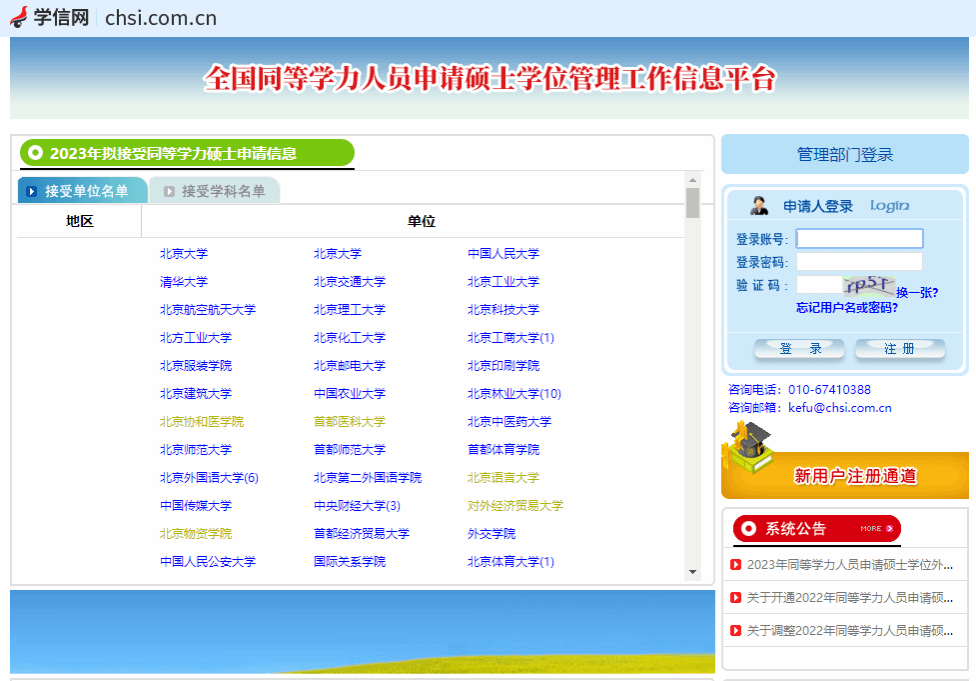 学信网 chsi.com.cn
全国同等学力人员申请硕士学位管理工作信息平台
2023年拟接受同等学力硕士申请信息
接受单位名单 接受学科名单
地区 单位
北京大学 北京大学 中国人民大学
清华大学 北京交通大学 北京工业大学
北京航空航天大学 北京理工大学 北京科技大学
北方工业大学 北京化工大学 北京工商大学(1)
北京服装学院 北京邮电大学 北京印刷学院
北京建筑大学 中国农业大学 北京林业大学(10)
北京协和医学院 首都医科大学 北京中医药大学
北京师范大学 首都师范大学 首都体育学院
北京外国语大学(6) 北京第二外国语学院 北京语言大学
中国传媒大学 中央财经大学(3) 对外经济贸易大学
北京物资学院 首都经济贸易大学 外交学院
中国人民公安大学 国际关系学院 北京体育大学(1)
管理部门登录
申请人登录 Login
登录账号:
登录密码:
验 证 码 : rp5T 换一张?
忘记用户名或密码?
登 录 注 册
咨询电话：010-67410388
咨询邮箱：kefu@chsi.com.cn
新用户注册通道
系统公告 MORE
2023年同等学力人员申请硕士学位外...
关于开通2022年同等学力人员申请硕...
关于调整2022年同等学力人员申请硕...